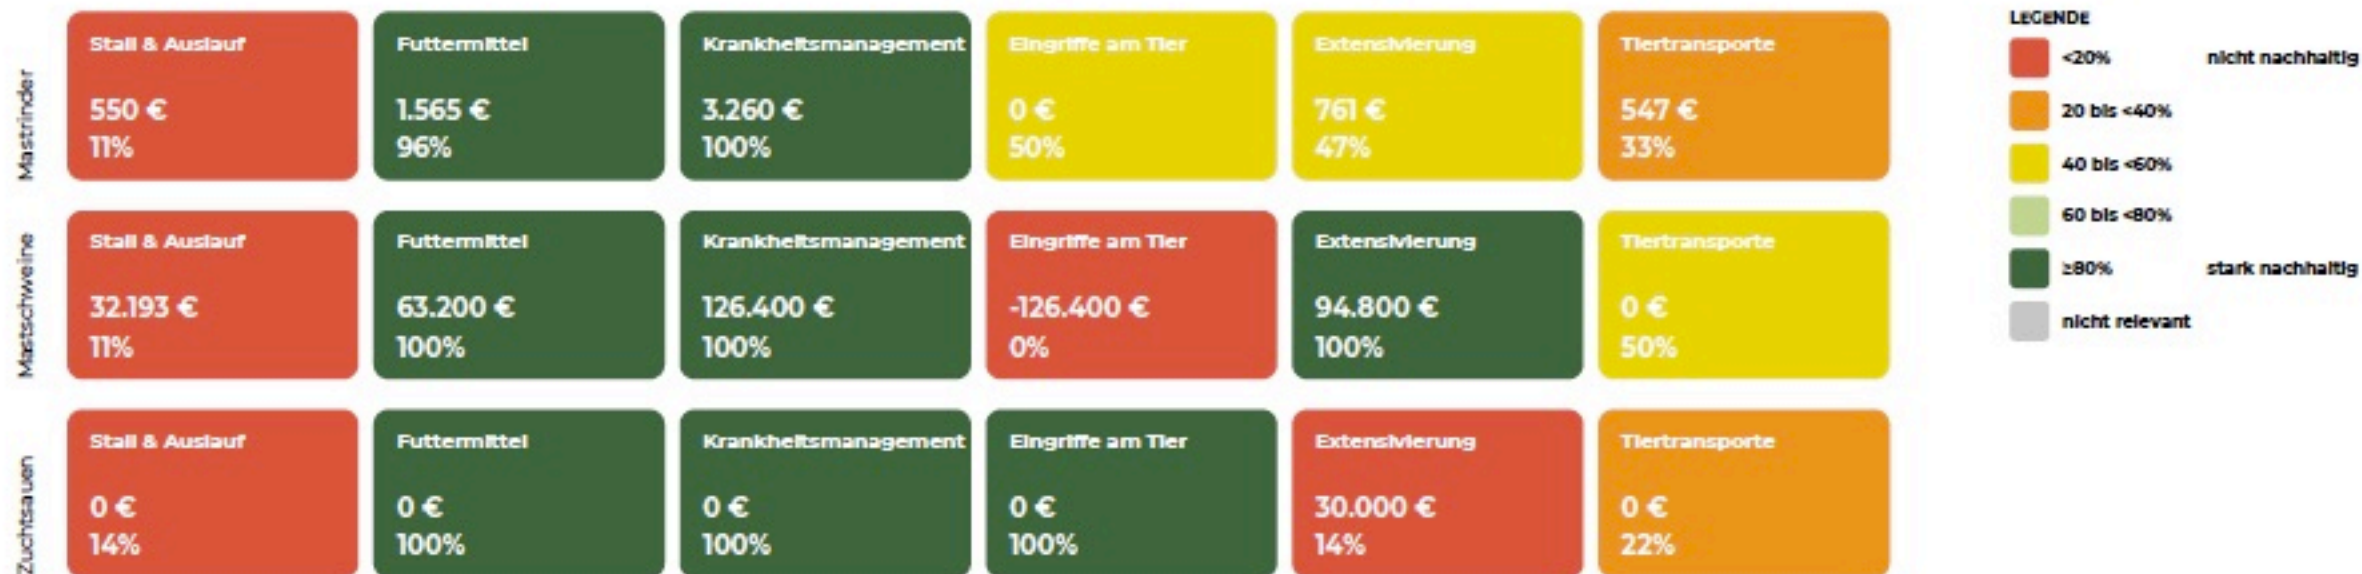 Mastrinder
Stall & Auslauf
550 €
11%
Futtermittel
1.565 €
96%
Krankheitsmanagement
3.260 €
100%
Eingriffe am Tier
0 €
50%
Extensivierung
761 €
47%
Tiertransporte
547 €
33%
Mastschweine
Stall & Auslauf
32.193 €
11%
Futtermittel
63.200 €
100%
Krankheitsmanagement
126.400 €
100%
Eingriffe am Tier
-126.400 €
0%
Extensivierung
94.800 €
100%
Tiertransporte
0 €
50%
Zuchtsauen
Stall & Auslauf
0 €
14%
Futtermittel
0 €
100%
Krankheitsmanagement
0 €
100%
Eingriffe am Tier
0 €
100%
Extensivierung
30.000 €
14%
Tiertransporte
0 €
22%
LEGENDE
<20% nicht nachhaltig
20 bis <40%
40 bis <60%
60 bis <80%
≥80% stark nachhaltig
nicht relevant